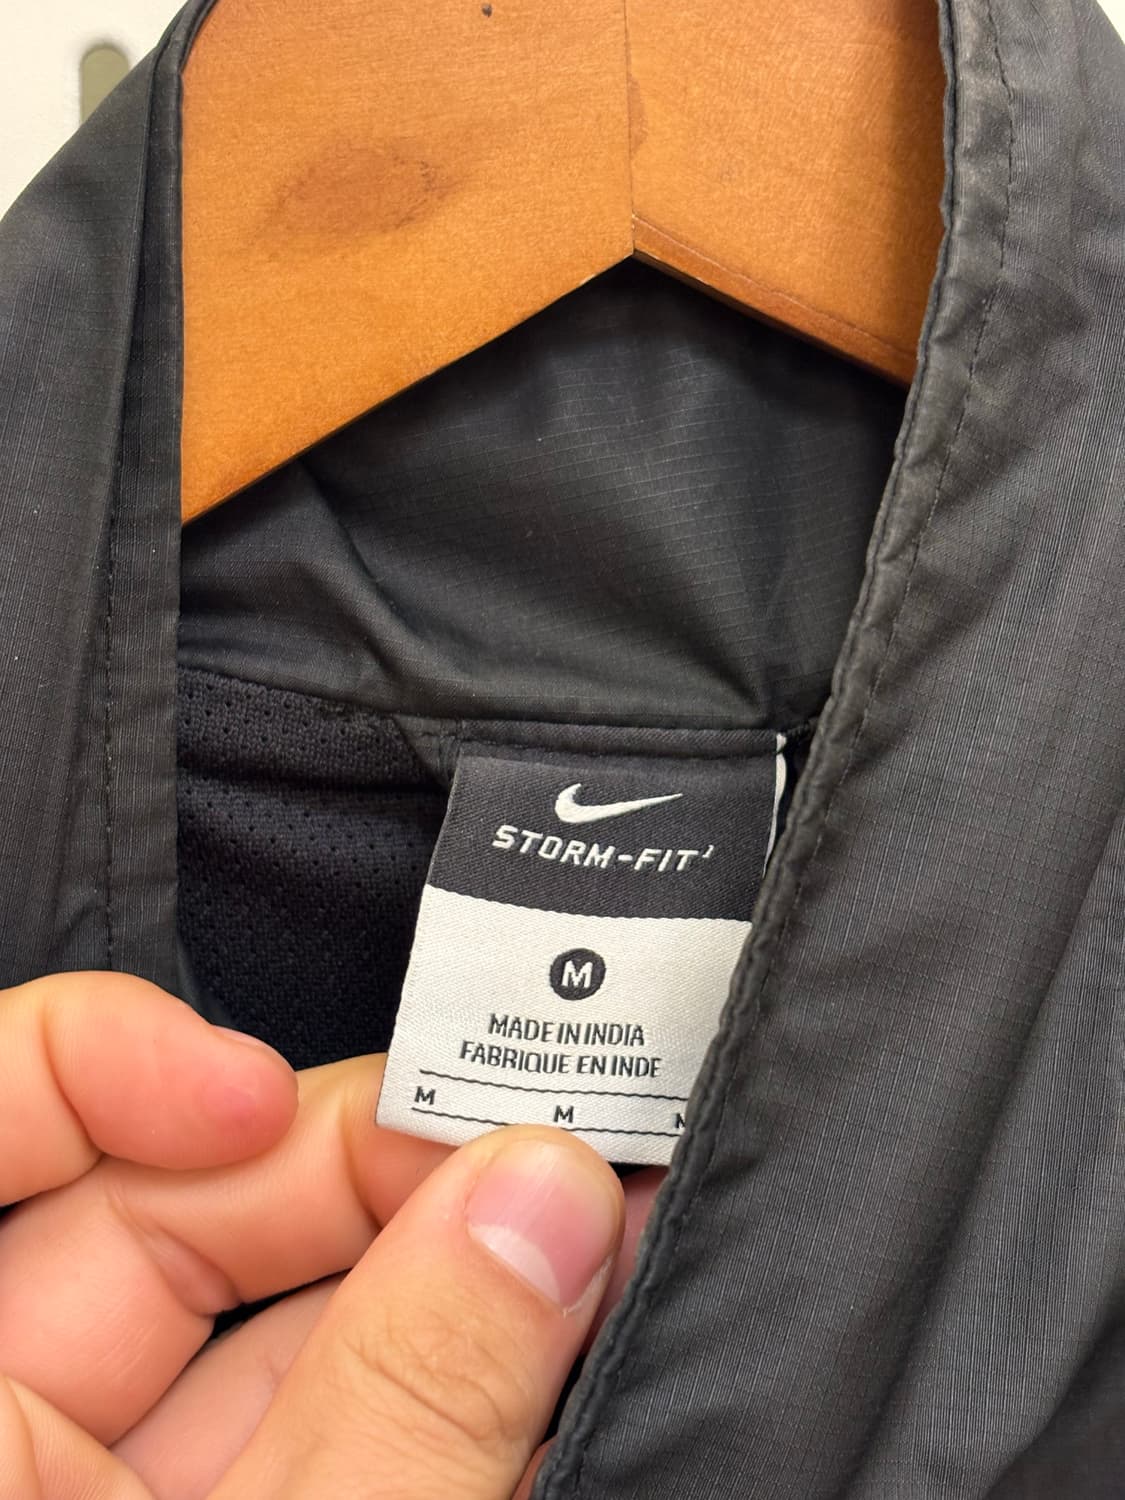 STORM-FIT
M
MADE IN INDIA
FABRIQUE EN INDE
M M M